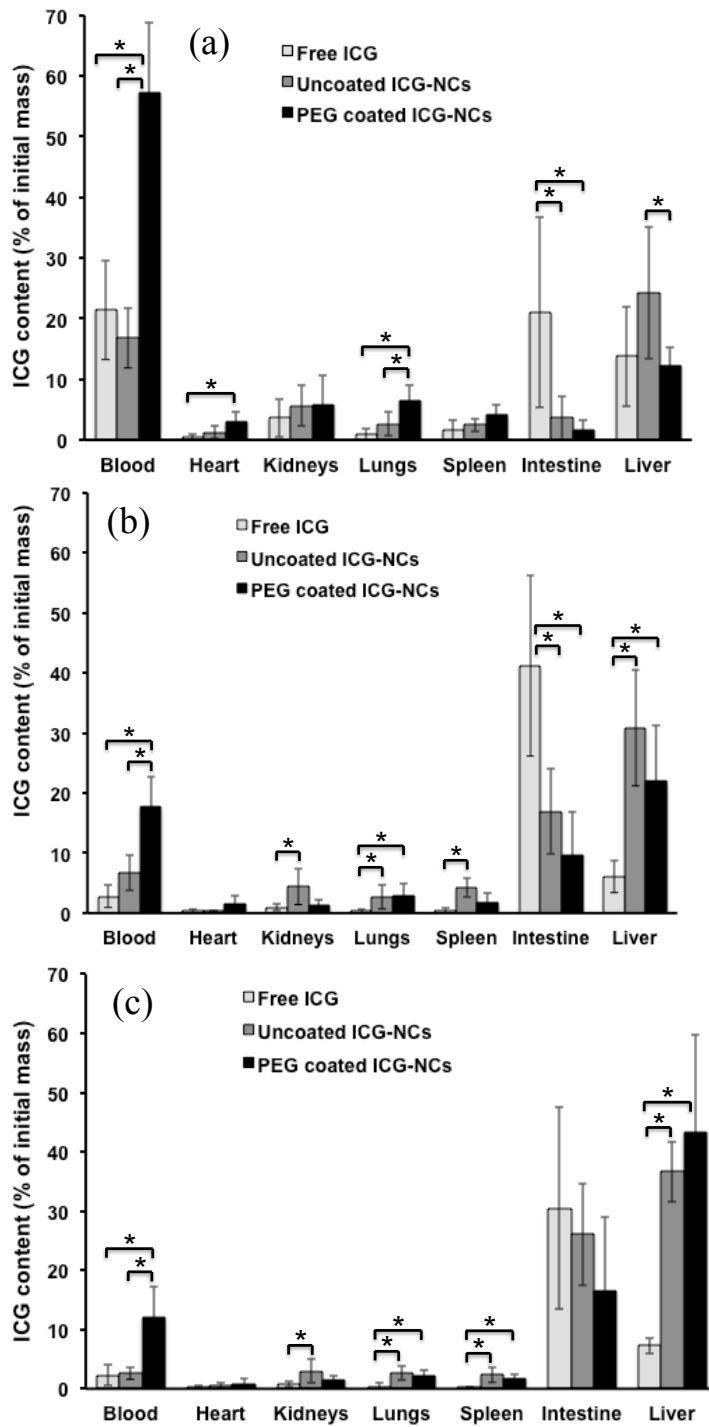 70
(a)
Free ICG
60
Uncoated ICG-NCs
PEG coated ICG-NCs
50
40
30
20
10
0
ICG content (% of initial mass)
* * * * * * * *
Blood Heart Kidneys Lungs Spleen Intestine Liver
70
(b)
Free ICG
60
Uncoated ICG-NCs
PEG coated ICG-NCs
50
40
30
20
10
0
ICG content (% of initial mass)
* * * * * * * * * *
Blood Heart Kidneys Lungs Spleen Intestine Liver
70
(c)
Free ICG
60
Uncoated ICG-NCs
PEG coated ICG-NCs
50
40
30
20
10
0
ICG content (% of initial mass)
* * * * * * * * *
Blood Heart Kidneys Lungs Spleen Intestine Liver